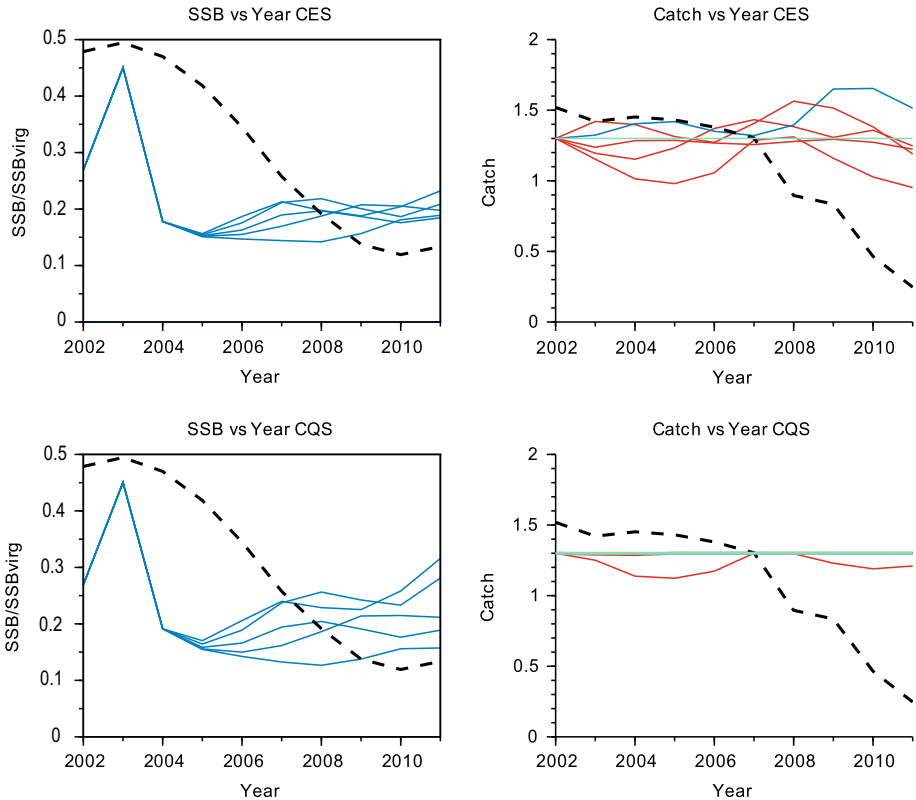 SSB vs Year CES
0.5
0.4
0.3
0.2
0.1
0
SSB/SSBvirg
2002 2004 2006 2008 2010
Year
Catch vs Year CES
2
1.5
1
0.5
0
Catch
2002 2004 2006 2008 2010
Year
SSB vs Year CQS
0.5
0.4
0.3
0.2
0.1
0
SSB/SSBvirg
2002 2004 2006 2008 2010
Year
Catch vs Year CQS
2
1.5
1
0.5
0
Catch
2002 2004 2006 2008 2010
Year